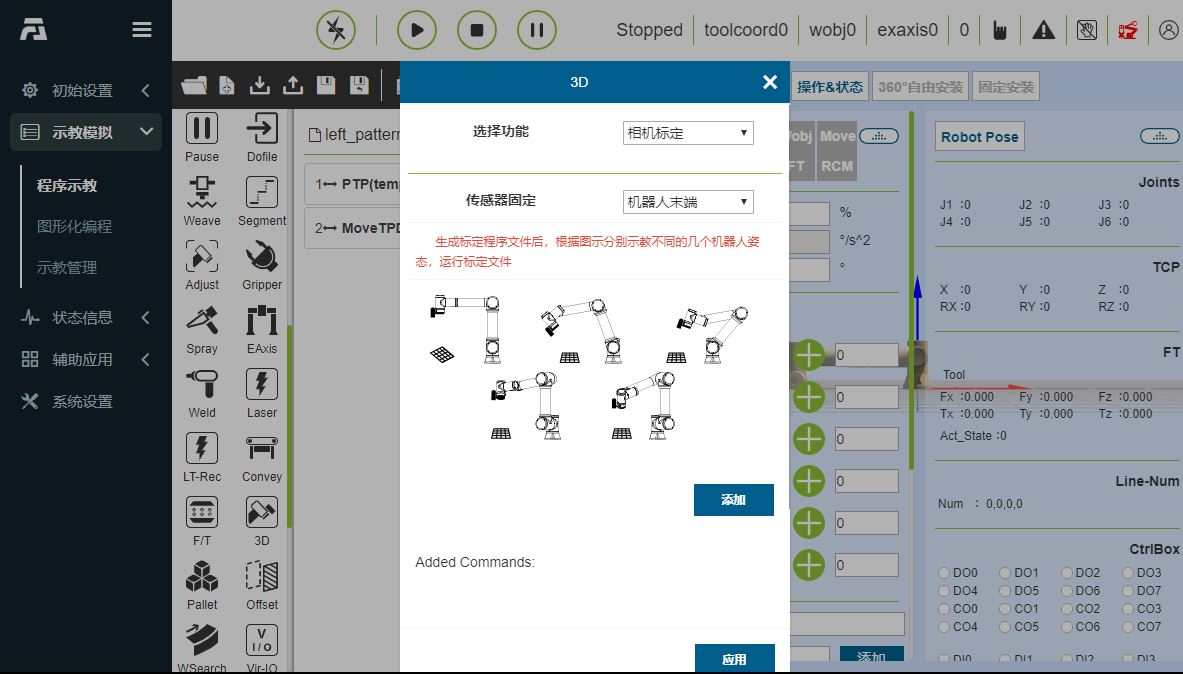 Stopped
toolcoord0
wobj0
exaxis0
0
初始设置
示教模拟
程序示教
图形化编程
示教管理
状态信息
辅助应用
系统设置
Pause
Dofile
Weave
Segment
Adjust
Gripper
Spray
EAxis
Weld
Laser
LT-Rec
Convey
F/T
3D
Pallet
Offset
WSearch
Vir-IO
left_pattern
1 PTP(temp
2 MoveTPD
3D
选择功能
相机标定
传感器固定
机器人末端
生成标定程序文件后，根据图示分别示教不同的几个机器人姿
态，运行标定文件
添加
Added Commands:
应用
操作&状态
360°自由安装
固定安装
obj
Move
FT
RCM
%
°/s^2
°
0
0
0
0
0
0
添加
Robot Pose
Joints
J1 :0 J2 :0 J3 :0
J4 :0 J5 :0 J6 :0
TCP
X :0 Y :0 Z :0
RX :0 RY :0 RZ :0
FT
Tool
Fx :0.000 Fy :0.000 Fz :0.000
Tx :0.000 Ty :0.000 Tz :0.000
Act_State :0
Line-Num
Num : 0,0,0,0
CtrlBox
DO0 DO1 DO2 DO3
DO4 DO5 DO6 DO7
CO0 CO1 CO2 CO3
CO4 CO5 CO6 CO7
DI0 DI1 DI2 DI3